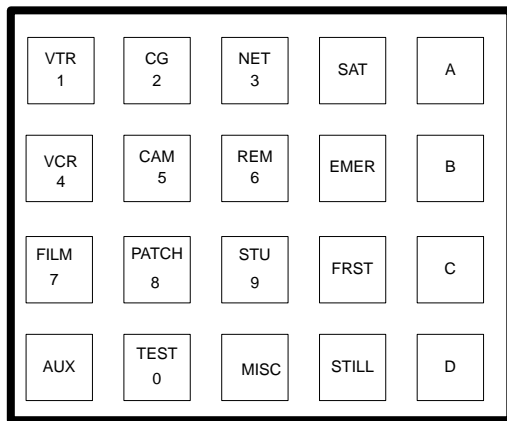 VTR
1
CG
2
NET
3
SAT
A
VCR
4
CAM
5
REM
6
EMER
B
FILM
7
PATCH
8
STU
9
FRST
C
AUX
TEST
0
MISC
STILL
D